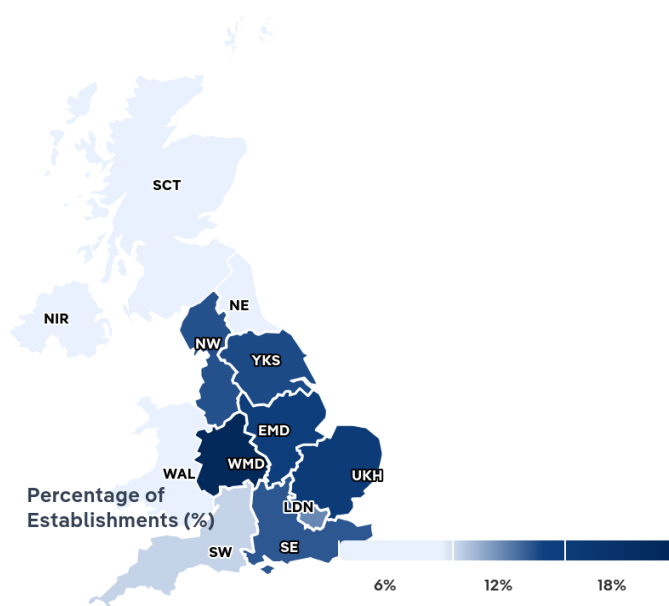 SCT
NE
NIR
NW
YKS
EMD
WMD
WAL
UKH
Percentage of
Establishments (%)
LDN
SW
SE
6%
12%
18%